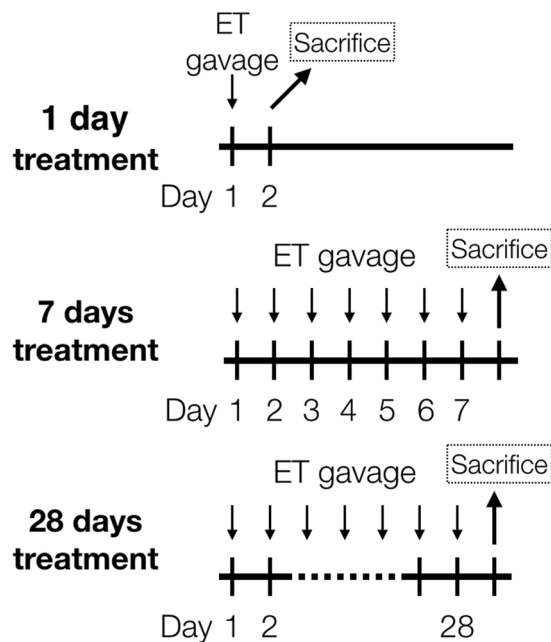 ET
gavage
Sacrifice
1 day
treatment
Day 1 2
Sacrifice
ET gavage
7 days
treatment
Day 1 2 3 4 5 6 7
Sacrifice
ET gavage
28 days
treatment
Day 1 2 28